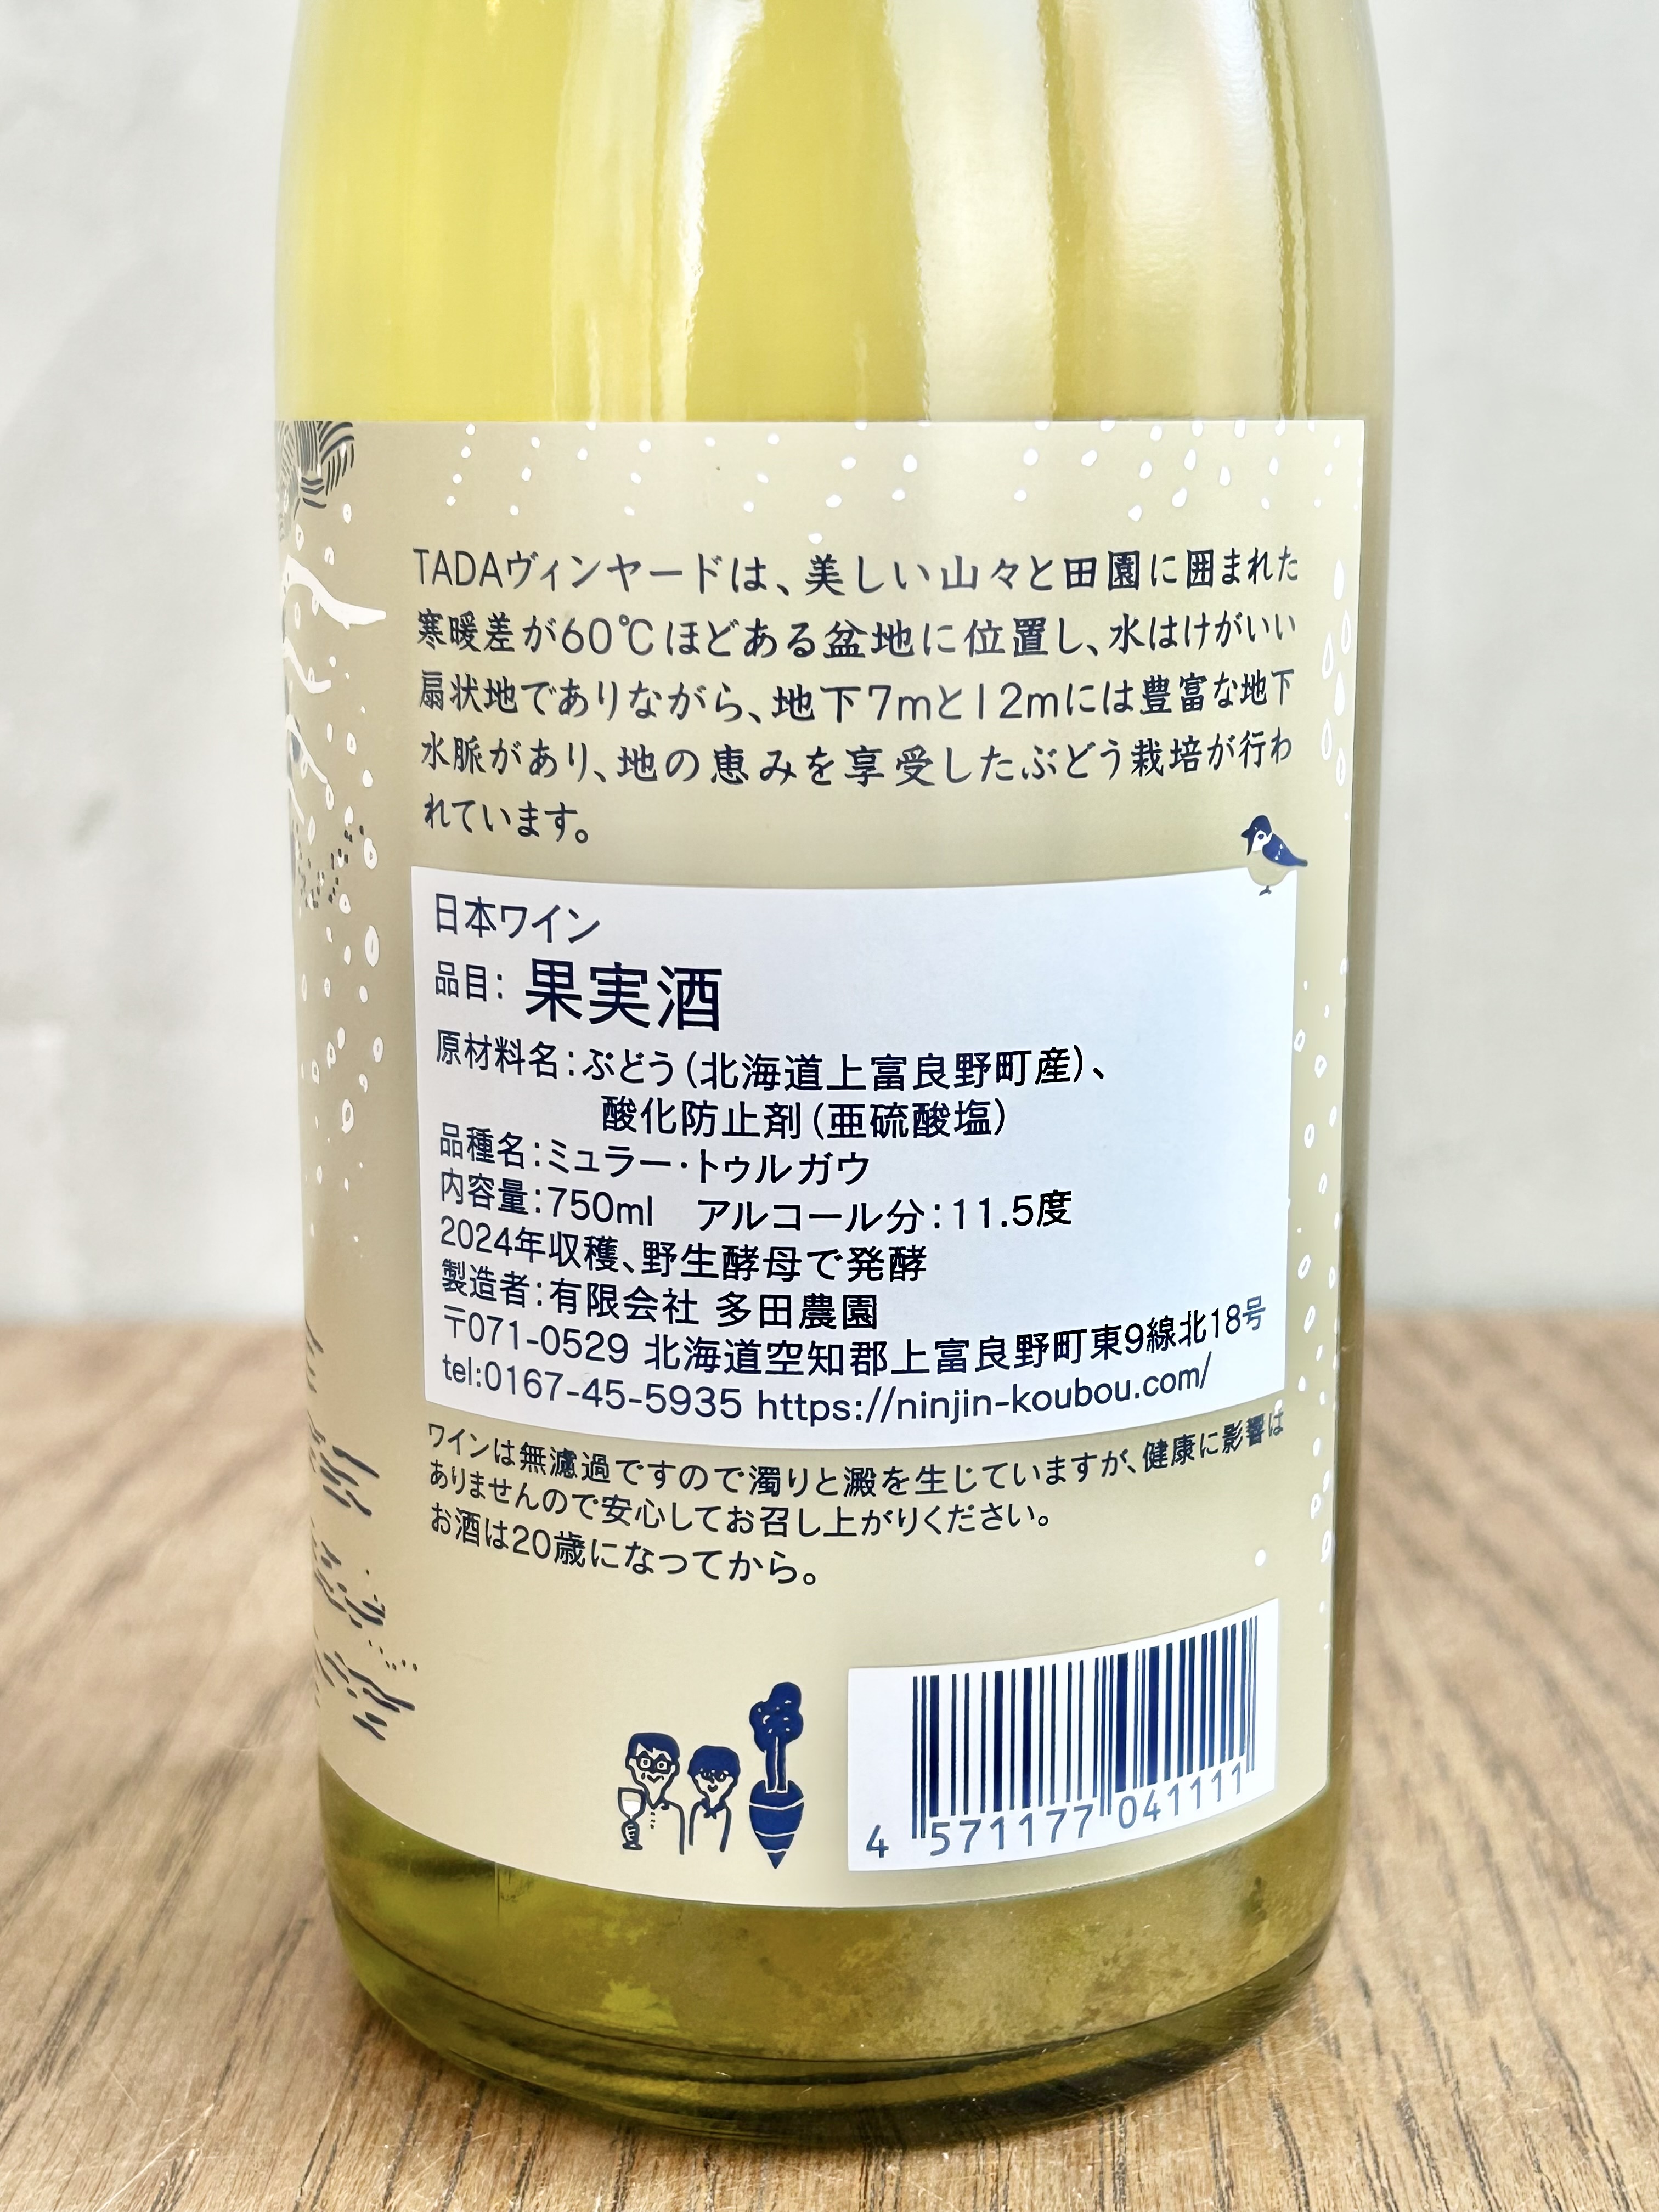 TADAヴィンヤードは、美しい山々と田園に囲まれた
寒暖差が60℃ほどある盆地に位置し、水はけがいい
扇状地でありながら、地下7mと12mには豊富な地下
水脈があり、地の恵みを享受したぶどう栽培が行わ
れています。
日本ワイン
品目：果実酒
原材料名：ぶどう（北海道上富良野町産）、
酸化防止剤（亜硫酸塩）
品種名：ミュラー・トゥルガウ
内容量：750ml　アルコール分：11.5度
2024年収穫、野生酵母で発酵
製造者：有限会社 多田農園
〒071-0529 北海道空知郡上富良野町東9線北18号
tel:0167-45-5935 https://ninjin-koubou.com/
ワインは無濾過ですので濁りと澱を生じていますが、健康に影響は
ありませんので安心してお召し上がりください。
お酒は20歳になってから。
4 571177 041111